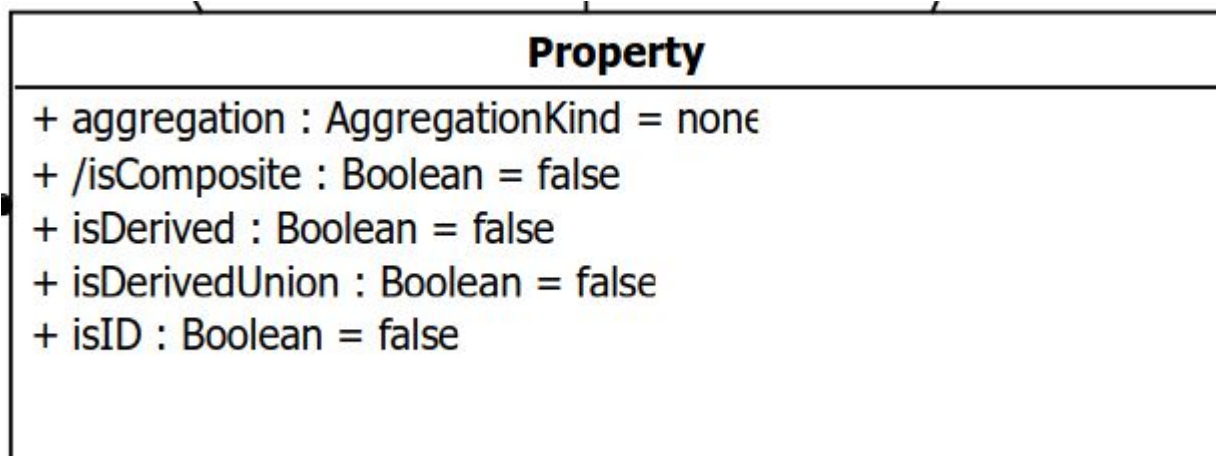 Property
+ aggregation : AggregationKind = none
+ /isComposite : Boolean = false
+ isDerived : Boolean = false
+ isDerivedUnion : Boolean = false
+ isID : Boolean = false